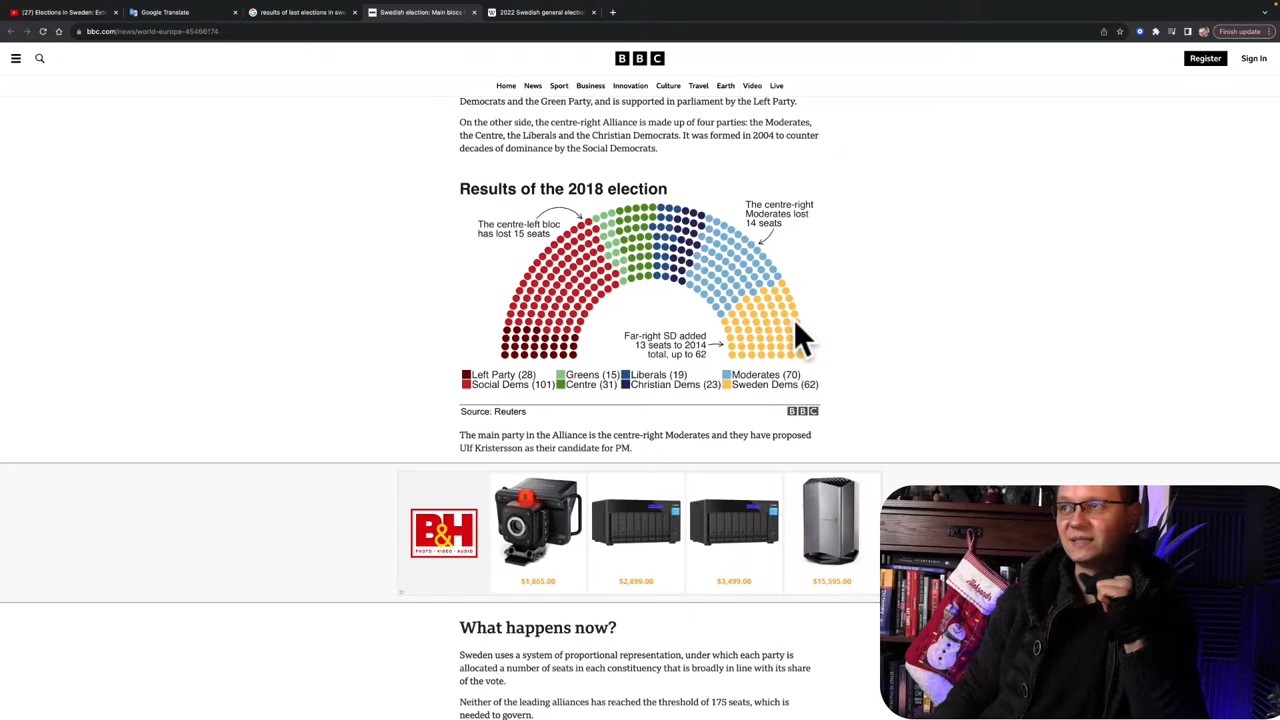 (27) Elections in Sweden: Ext
Google Translate
results of last elections in swe
Swedish election: Main blocs
2022 Swedish general electio
bbc.com/news/world-europe-45466174
Finish update
BBC
Register
Sign In
Home News Sport Business Innovation Culture Travel Earth Video Live
Democrats and the Green Party, and is supported in parliament by the Left Party.
On the other side, the centre-right Alliance is made up of four parties: the Moderates,
the Centre, the Liberals and the Christian Democrats. It was formed in 2004 to counter
decades of dominance by the Social Democrats.
Results of the 2018 election
The centre-left bloc
has lost 15 seats
The centre-right
Moderates lost
14 seats
Far-right SD added
13 seats to 2014
total, up to 62
Left Party (28) Greens (15) Liberals (19) Moderates (70)
Social Dems (101) Centre (31) Christian Dems (23) Sweden Dems (62)
Source: Reuters
BBC
The main party in the Alliance is the centre-right Moderates and they have proposed
Ulf Kristersson as their candidate for PM.
B&H
PHOTO · VIDEO · AUDIO
$1,865.00 $2,899.00 $3,499.00 $15,595.00
What happens now?
Sweden uses a system of proportional representation, under which each party is
allocated a number of seats in each constituency that is broadly in line with its share
of the vote.
Neither of the leading alliances has reached the threshold of 175 seats, which is
needed to govern.